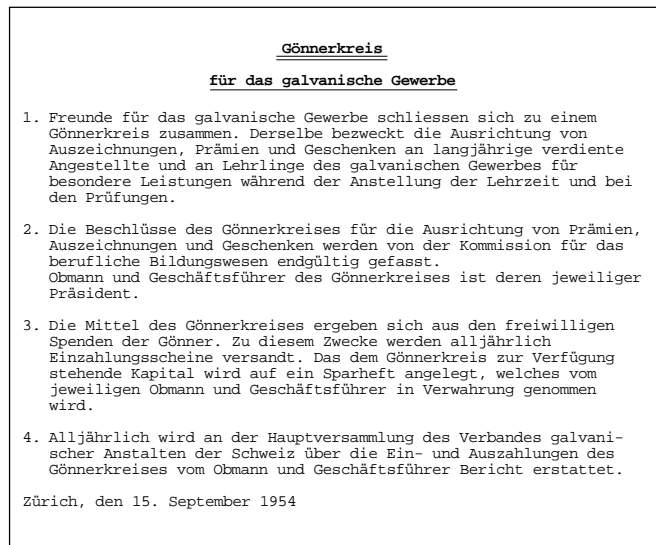 Gönnerkreis
für das galvanische Gewerbe
1. Freunde für das galvanische Gewerbe schliessen sich zu einem
Gönnerkreis zusammen. Derselbe bezweckt die Ausrichtung von
Auszeichnungen, Prämien und Geschenken an langjährige verdiente
Angestellte und an Lehrlinge des galvanischen Gewerbes für
besondere Leistungen während der Anstellung der Lehrzeit und bei
den Prüfungen.
2. Die Beschlüsse des Gönnerkreises für die Ausrichtung von Prämien,
Auszeichnungen und Geschenken werden von der Kommission für das
berufliche Bildungswesen endgültig gefasst.
Obmann und Geschäftsführer des Gönnerkreises ist deren jeweiliger
Präsident.
3. Die Mittel des Gönnerkreises ergeben sich aus den freiwilligen
Spenden der Gönner. Zu diesem Zwecke werden alljährlich
Einzahlungsscheine versandt. Das dem Gönnerkreis zur Verfügung
stehende Kapital wird auf ein Sparheft angelegt, welches vom
jeweiligen Obmann und Geschäftsführer in Verwahrung genommen
wird.
4. Alljährlich wird an der Hauptversammlung des Verbandes galvani-
scher Anstalten der Schweiz über die Ein- und Auszahlungen des
Gönnerkreises vom Obmann und Geschäftsführer Bericht erstattet.
Zürich, den 15. September 1954